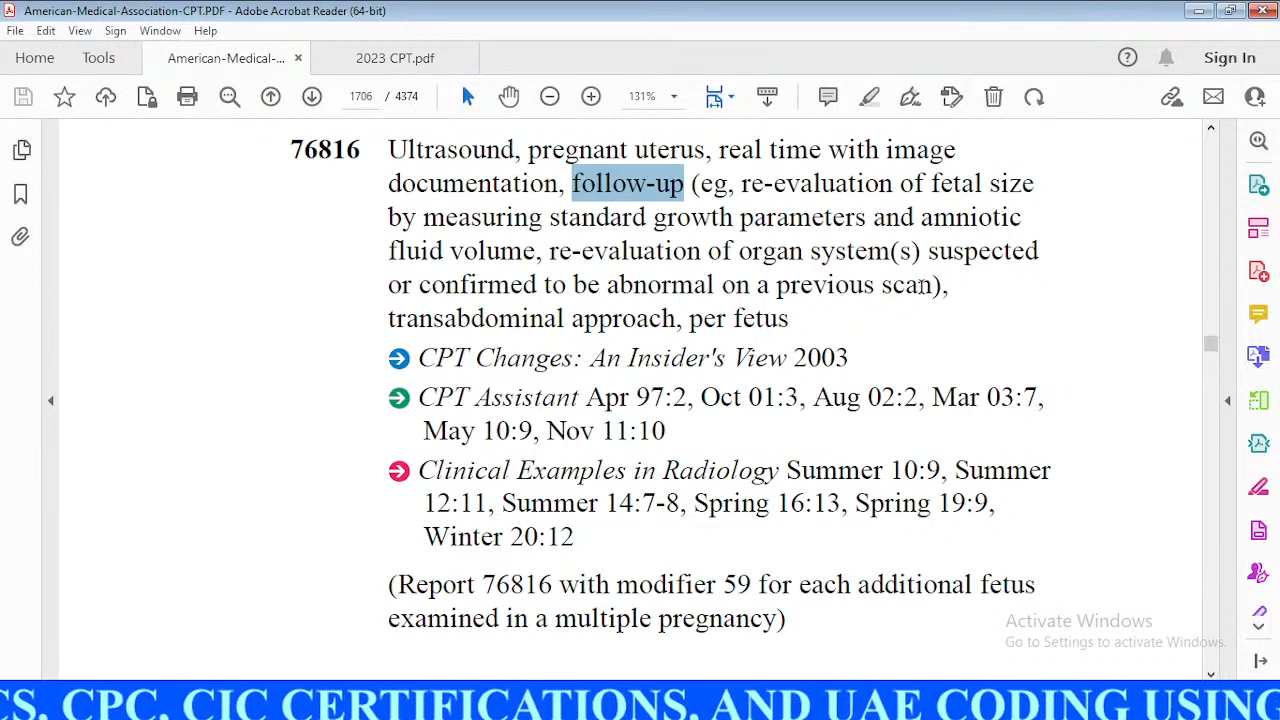 American-Medical-Association-CPT.PDF - Adobe Acrobat Reader (64-bit)
File Edit View Sign Window Help
Home Tools American-Medical-... × 2023 CPT.pdf Sign In
1706 / 4374 131%
76816 Ultrasound, pregnant uterus, real time with image
documentation, follow-up (eg, re-evaluation of fetal size
by measuring standard growth parameters and amniotic
fluid volume, re-evaluation of organ system(s) suspected
or confirmed to be abnormal on a previous scan),
transabdominal approach, per fetus
CPT Changes: An Insider's View 2003
CPT Assistant Apr 97:2, Oct 01:3, Aug 02:2, Mar 03:7,
May 10:9, Nov 11:10
Clinical Examples in Radiology Summer 10:9, Summer
12:11, Summer 14:7-8, Spring 16:13, Spring 19:9,
Winter 20:12
(Report 76816 with modifier 59 for each additional fetus
examined in a multiple pregnancy)
Activate Windows
Go to Settings to activate Windows.
CS, CPC, CIC CERTIFICATIONS, AND UAE CODING USING